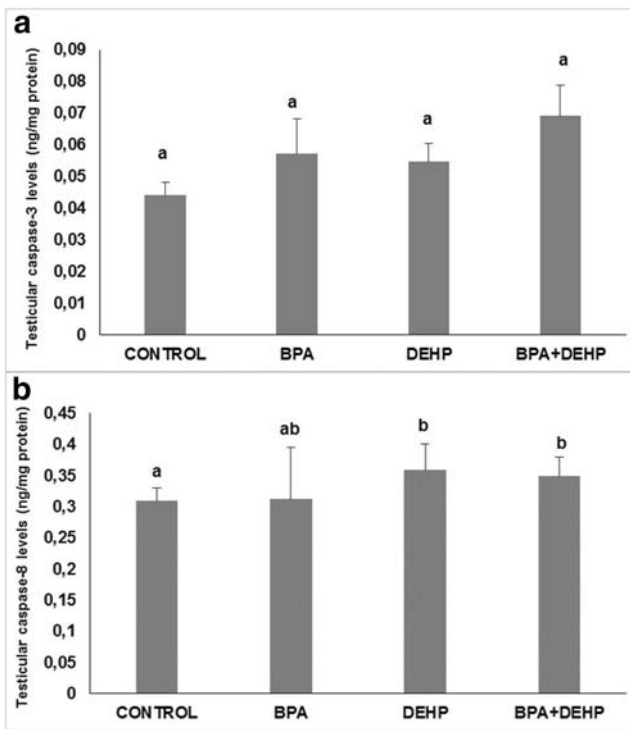 a
Testicular caspase-3 levels (ng/mg protein)
0,09
0,08
0,07
0,06
0,05
0,04
0,03
0,02
0,01
0
a
a
a
a
CONTROL BPA DEHP BPA+DEHP
b
Testicular caspase-8 levels (ng/mg protein)
0,45
0,4
0,35
0,3
0,25
0,2
0,15
0,1
0,05
0
a
ab
b
b
CONTROL BPA DEHP BPA+DEHP